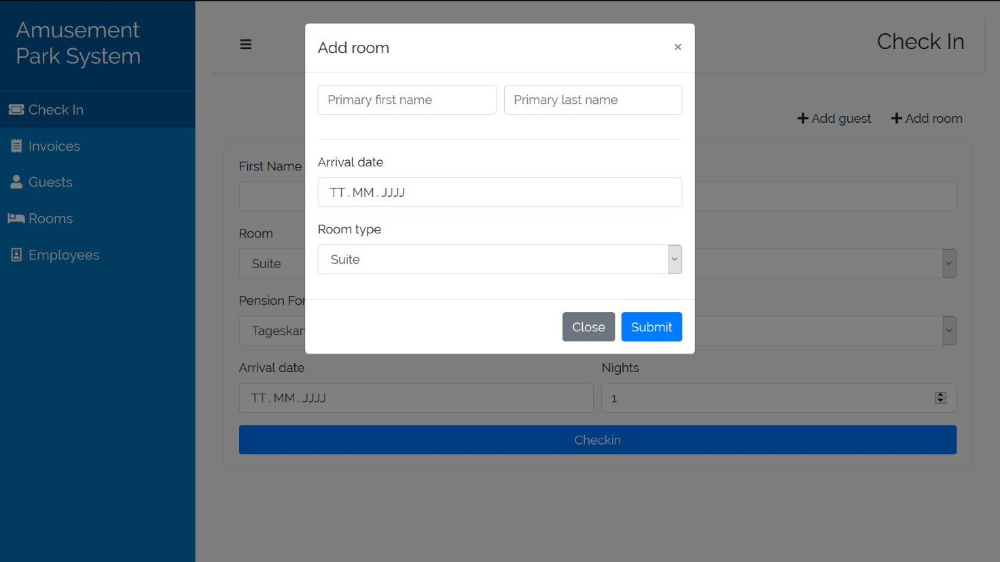 Amusement
Park System
Check In
Invoices
Guests
Rooms
Employees
Check In
Add guest
Add room
Add room
×
Primary first name
Primary last name
Arrival date
TT . MM . JJJJ
Room type
Suite
Close
Submit
First Name
Room
Suite
Pension For
Tageskar
Arrival date
Nights
TT . MM . JJJJ
1
Checkin